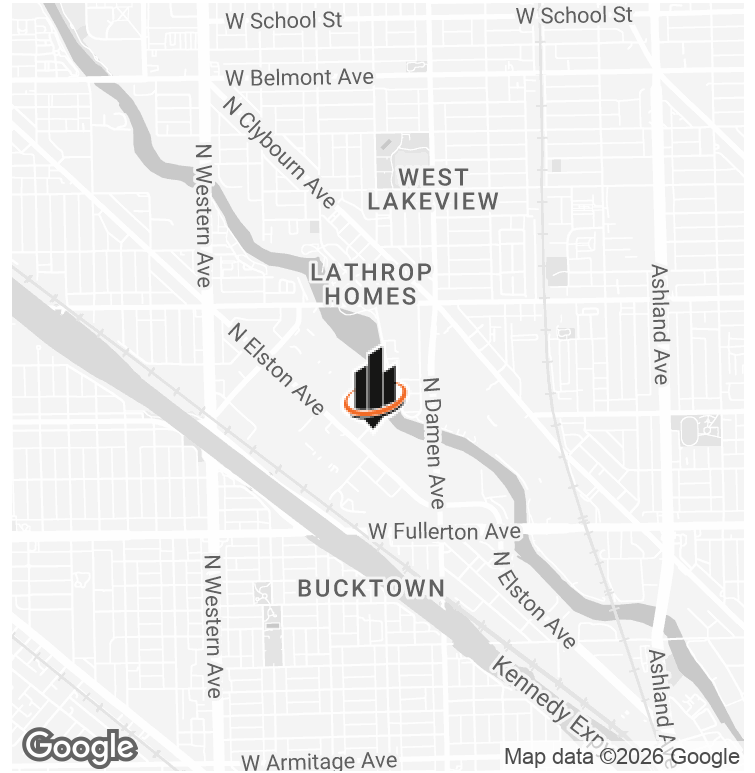 W School St
W School St
W Belmont Ave
N Clybourn Ave
N Western Ave
WEST
LAKEVIEW
LATHROP
HOMES
Ashland Ave
N Elston Ave
N Damen Ave
W Fullerton Ave
N Elston Ave
BUCKTOWN
N Western Ave
Ashland Ave
Kennedy Expy
Google
W Armitage Ave
Map data ©2026 Google